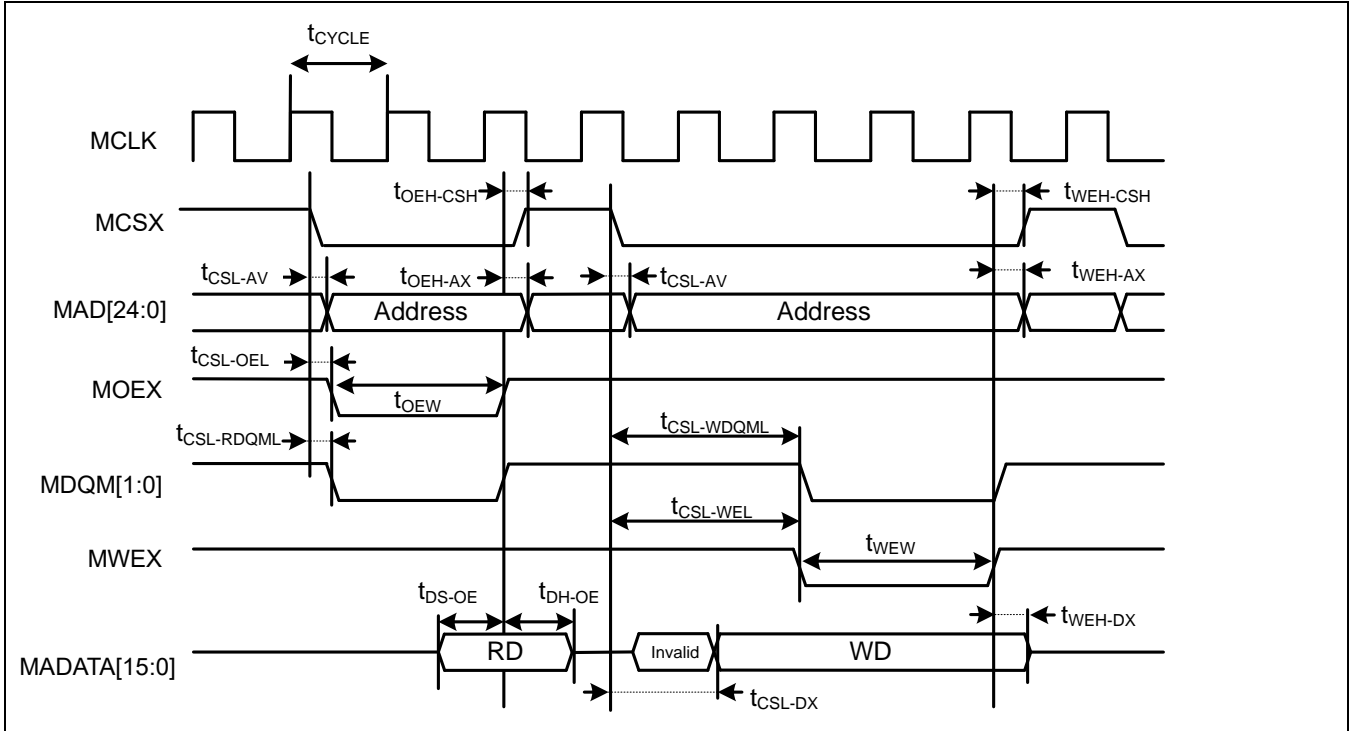 tCYCLE
MCLK
tOEH-CSH
tWEH-CSH
MCSX
tCSL-AV
tOEH-AX
tCSL-AV
tWEH-AX
MAD[24:0]
Address
Address
tCSL-OEL
MOEX
tOEW
tCSL-RDQML
tCSL-WDQML
MDQM[1:0]
tCSL-WEL
MWEX
tWEW
tDS-OE
tDH-OE
tWEH-DX
MADATA[15:0]
RD
Invalid
WD
tCSL-DX